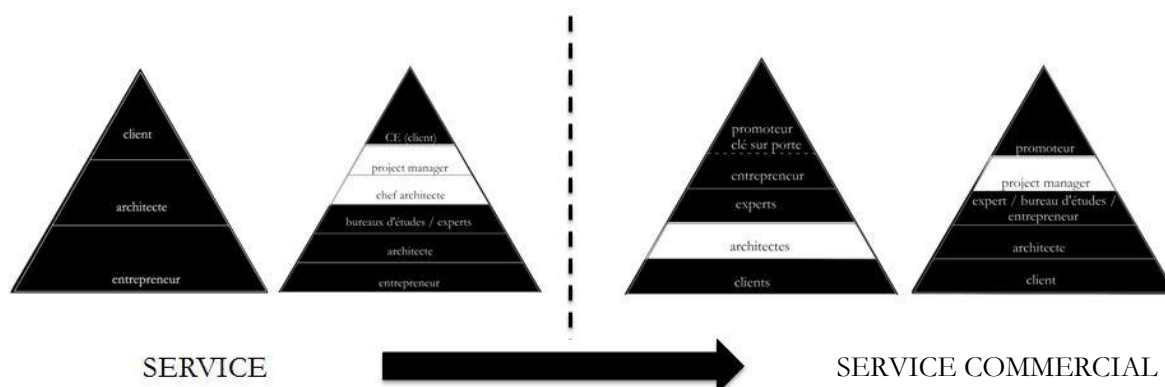 client
architecte
entrepreneur
CE (client)
project manager
chef architecte
bureaux d'études / experts
architecte
entrepreneur
promoteur
clé sur porte
entrepreneur
experts
architectes
clients
promoteur
project manager
expert / bureau d'études /
entrepreneur
architecte
client
SERVICE
SERVICE COMMERCIAL